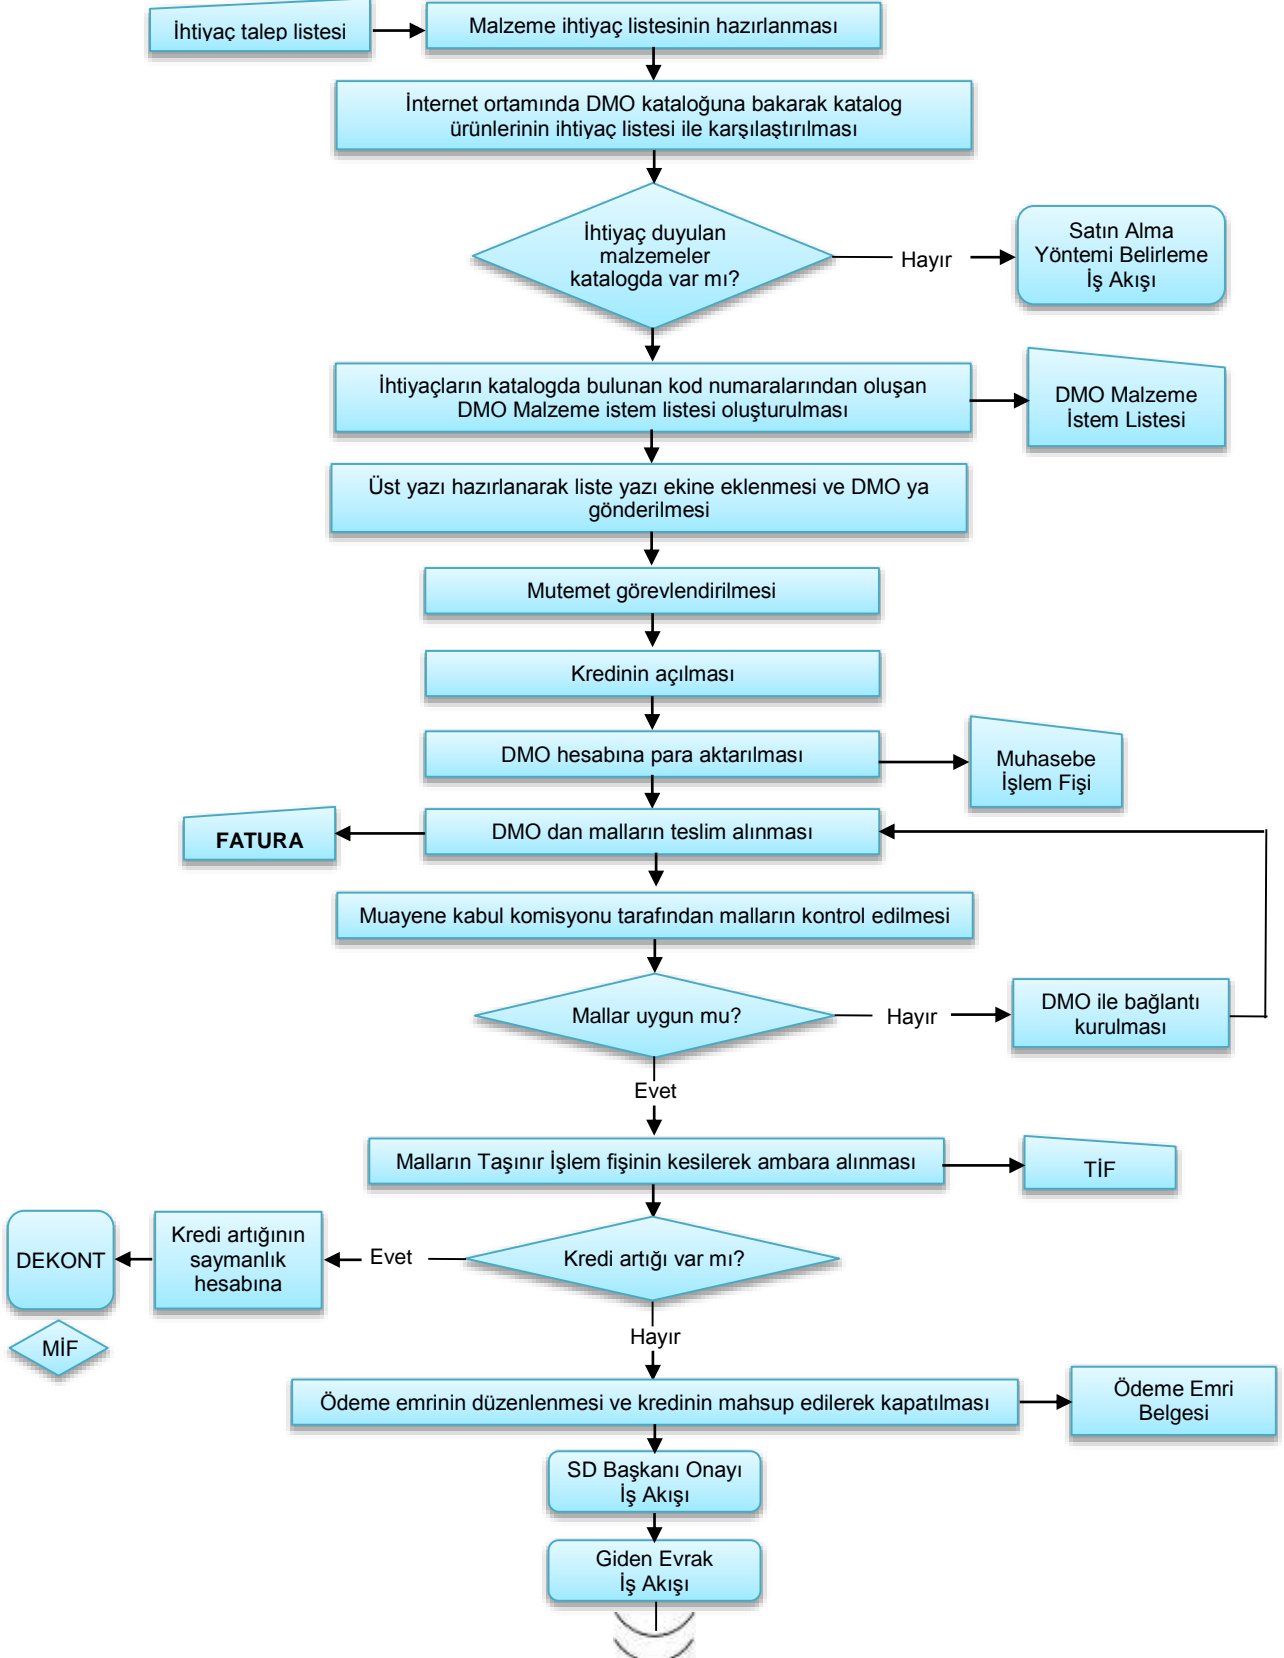 İhtiyaç talep listesi
Malzeme ihtiyaç listesinin hazırlanması
İnternet ortamında DMO kataloğuna bakarak katalog
ürünlerinin ihtiyaç listesi ile karşılaştırılması
İhtiyaç duyulan
malzemeler
katalogda var mı?
Hayır
Satın Alma
Yöntemi Belirleme
İş Akışı
İhtiyaçların katalogda bulunan kod numaralarından oluşan
DMO Malzeme istem listesi oluşturulması
DMO Malzeme
İstem Listesi
Üst yazı hazırlanarak liste yazı ekine eklenmesi ve DMO ya
gönderilmesi
Mutemet görevlendirilmesi
Kredinin açılması
DMO hesabına para aktarılması
Muhasebe
İşlem Fişi
FATURA
DMO dan malların teslim alınması
Muayene kabul komisyonu tarafından malların kontrol edilmesi
Mallar uygun mu?
Hayır
DMO ile bağlantı
kurulması
Evet
Malların Taşınır İşlem fişinin kesilerek ambara alınması
TİF
DEKONT
Kredi artığının
saymanlık
hesabına
Evet
Kredi artığı var mı?
MİF
Hayır
Ödeme emrinin düzenlenmesi ve kredinin mahsup edilerek kapatılması
Ödeme Emri
Belgesi
SD Başkanı Onayı
İş Akışı
Giden Evrak
İş Akışı